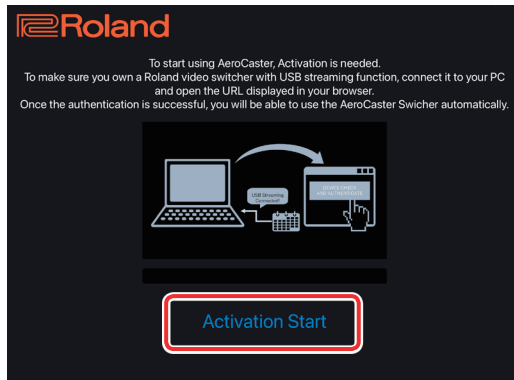 Roland
To start using AeroCaster, Activation is needed.
To make sure you own a Roland video switcher with USB streaming function, connect it to your PC
and open the URL displayed in your browser.
Once the authentication is successful, you will be able to use the AeroCaster Swicher automatically.
USB Streaming
Connected!
DEVICE CHECK
AND AUTHENTICATE
Activation Start